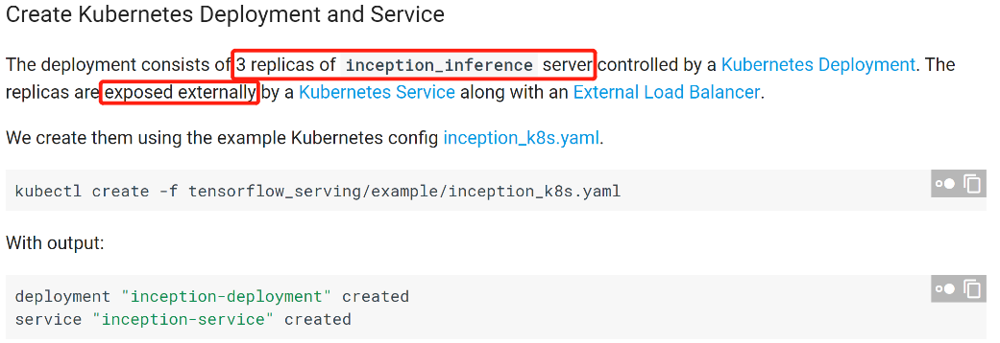 Create Kubernetes Deployment and Service
The deployment consists of 3 replicas of inception_inference server controlled by a Kubernetes Deployment. The
replicas are exposed externally by a Kubernetes Service along with an External Load Balancer.
We create them using the example Kubernetes config inception_k8s.yaml.
kubectl create -f tensorflow_serving/example/inception_k8s.yaml
With output:
deployment "inception-deployment" created
service "inception-service" created